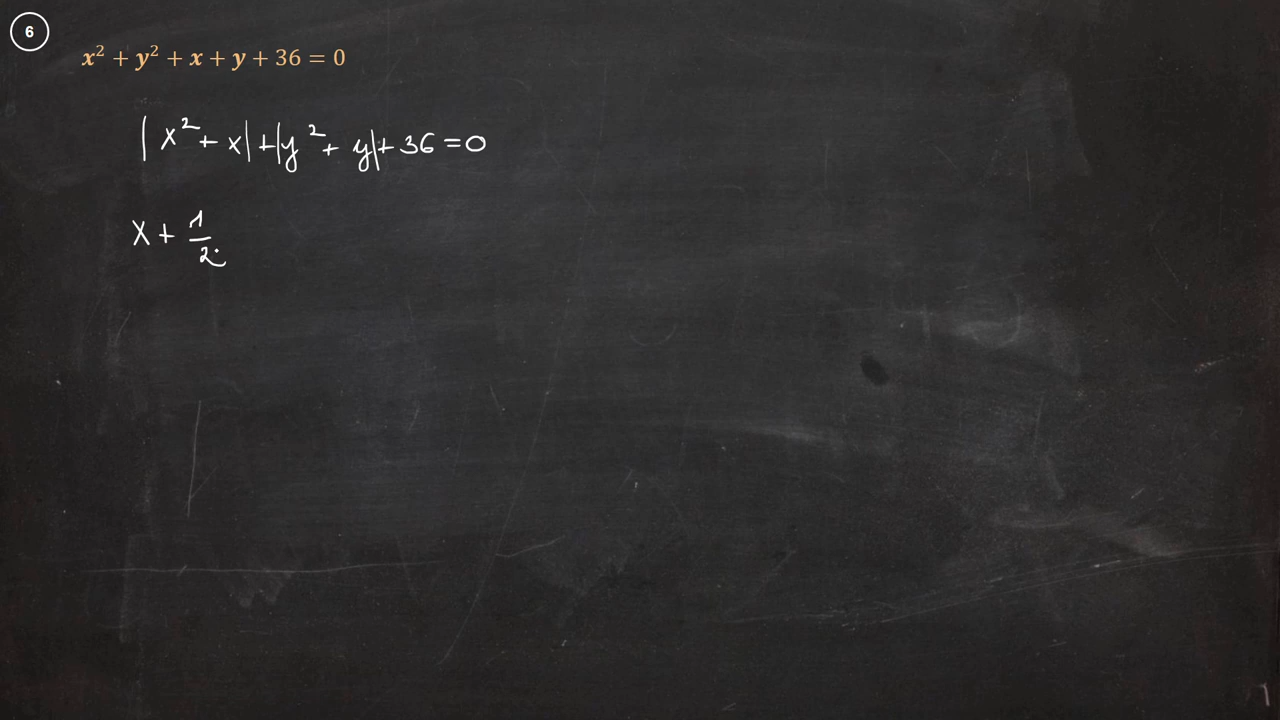 6
x² + y² + x + y + 36 = 0
| x² + x| + |y² + y| + 36 = 0
x + 1/2